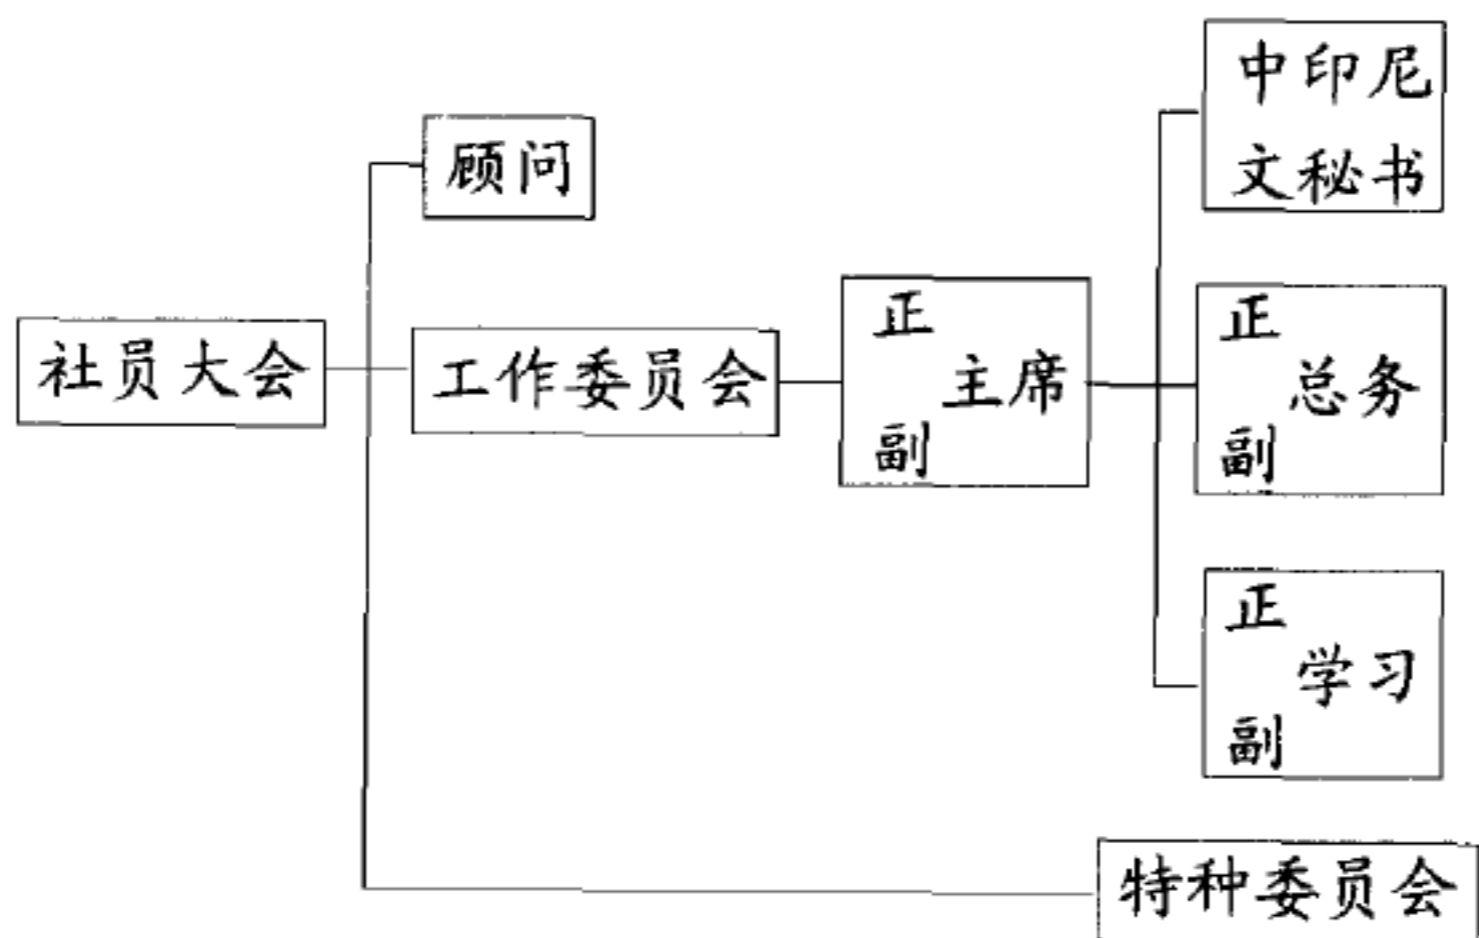 中印尼
文秘书
顾问
社员大会
工作委员会
正
主席
副
正
总务
副
正
学习
副
特种委员会